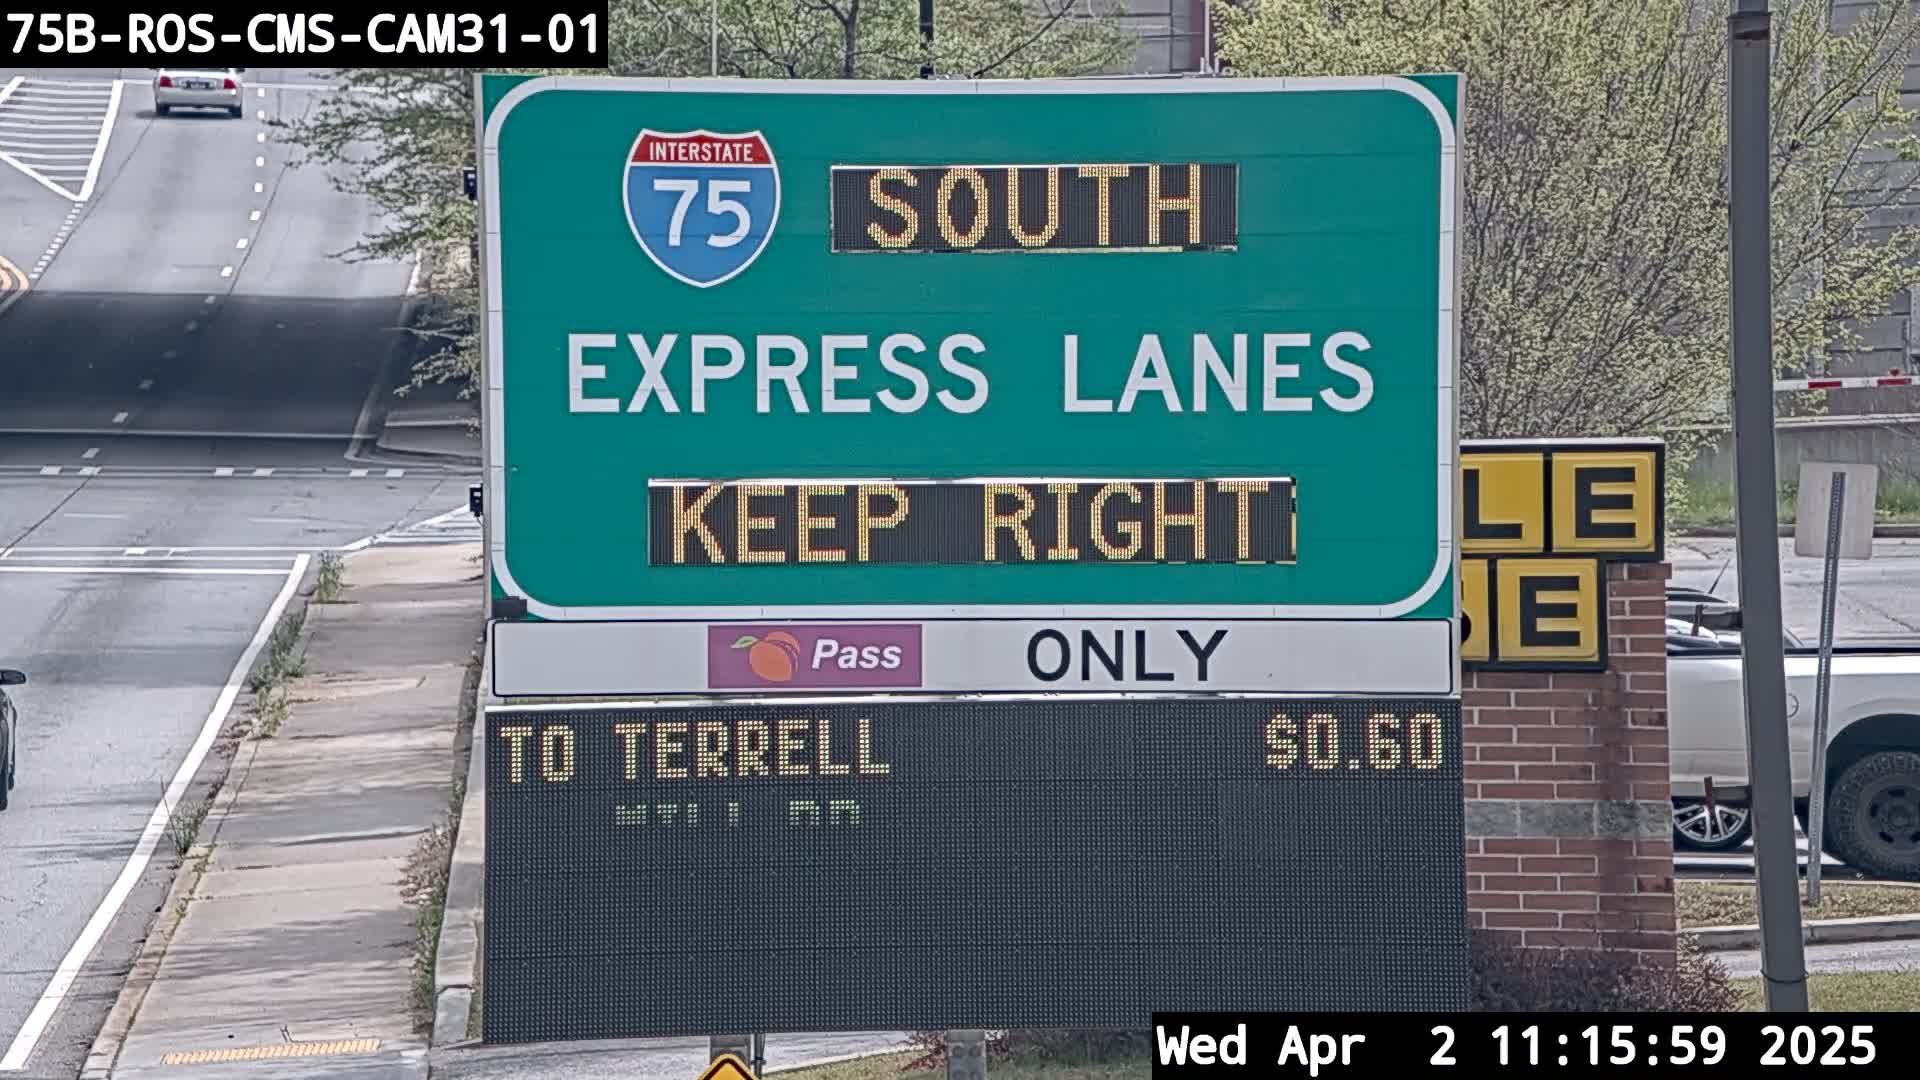 75B-ROS-CMS-CAM31-01
INTERSTATE
75
SOUTH
EXPRESS LANES
KEEP RIGHT
Pass ONLY
TO TERRELL $0.60
LE
E
Wed Apr 2 11:15:59 2025